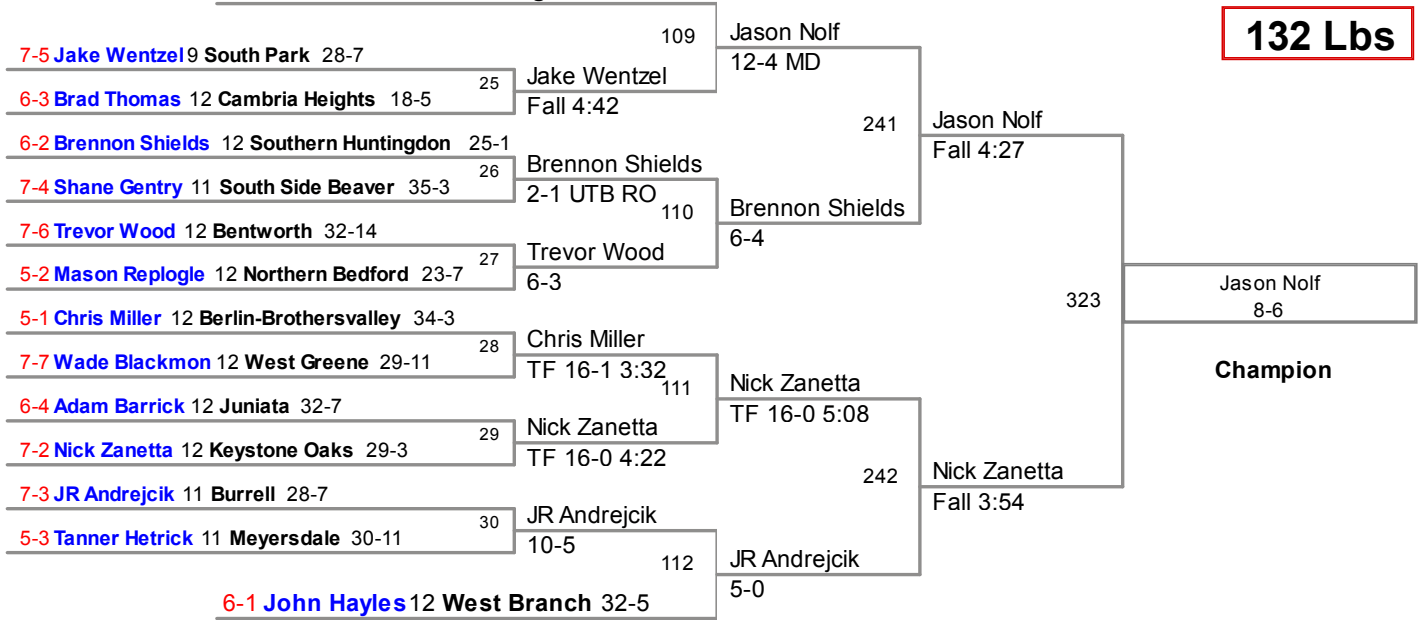 132 Lbs
109
Jason Nolf
12-4 MD
7-5 Jake Wentzel 9 South Park 28-7
25
Jake Wentzel
Fall 4:42
6-3 Brad Thomas 12 Cambria Heights 18-5
241
Jason Nolf
Fall 4:27
6-2 Brennon Shields 12 Southern Huntingdon 25-1
26
Brennon Shields
2-1 UTB RO
7-4 Shane Gentry 11 South Side Beaver 35-3
110
Brennon Shields
6-4
7-6 Trevor Wood 12 Bentworth 32-14
27
Trevor Wood
6-3
5-2 Mason Replogle 12 Northern Bedford 23-7
323
Jason Nolf
8-6
Champion
5-1 Chris Miller 12 Berlin-Brothersvalley 34-3
28
Chris Miller
TF 16-1 3:32
7-7 Wade Blackmon 12 West Greene 29-11
111
Nick Zanetta
TF 16-0 5:08
6-4 Adam Barrick 12 Juniata 32-7
29
Nick Zanetta
TF 16-0 4:22
7-2 Nick Zanetta 12 Keystone Oaks 29-3
242
Nick Zanetta
Fall 3:54
7-3 JR Andrejcik 11 Burrell 28-7
30
JR Andrejcik
10-5
5-3 Tanner Hetrick 11 Meyersdale 30-11
112
JR Andrejcik
5-0
6-1 John Hayles 12 West Branch 32-5